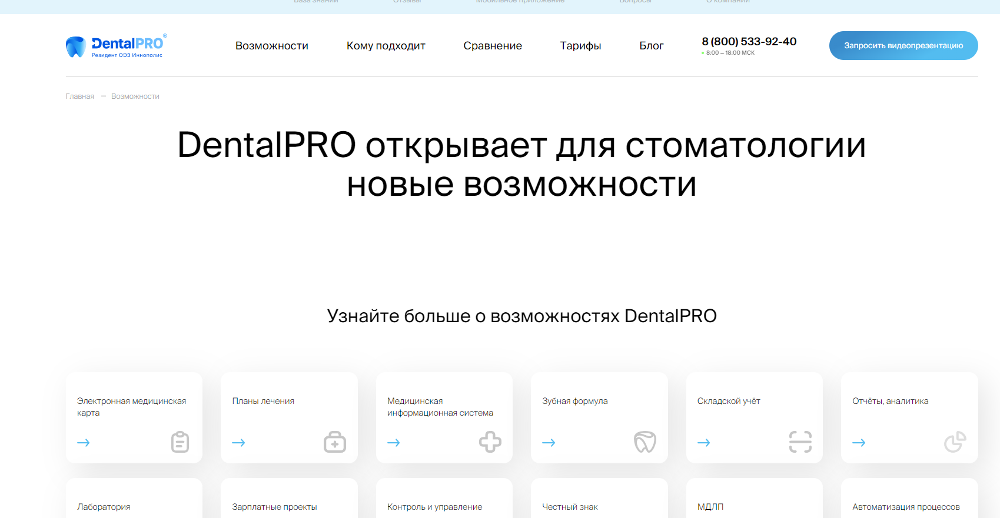 База знаний Отзывы Мобильное приложение Вопросы О компании
DentalPRO®
Резидент ОЭЗ Иннополис
Возможности Кому подходит Сравнение Тарифы Блог
8 (800) 533-92-40
8:00 – 18:00 МСК
Запросить видеопрезентацию
Главная — Возможности
DentalPRO открывает для стоматологии
новые возможности
Узнайте больше о возможностях DentalPRO
Электронная медицинская
карта
Планы лечения
Медицинская
информационная система
Зубная формула
Складской учёт
Отчёты, аналитика
Лаборатория
Зарплатные проекты
Контроль и управление
Честный знак
МДЛП
Автоматизация процессов